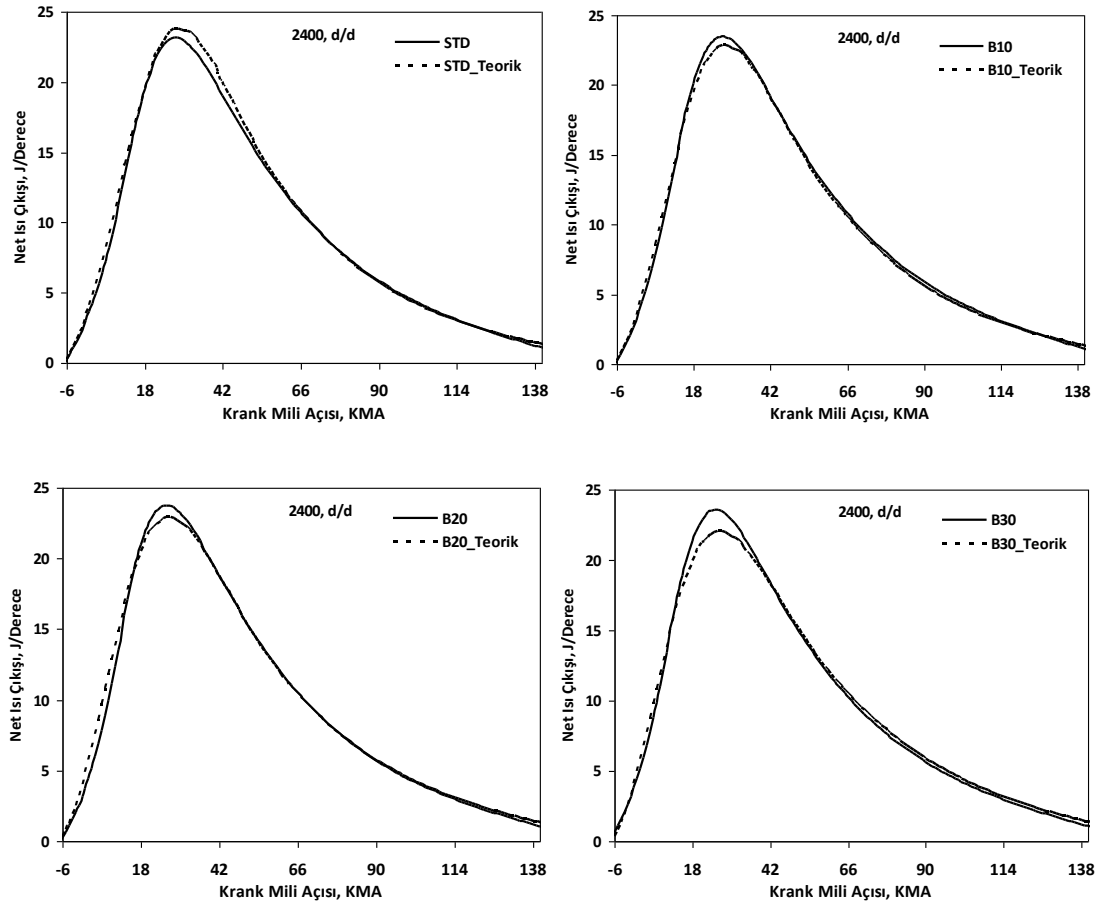 25
20
15
10
5
0
Net Isı Çıkışı, J/Derece
2400, d/d
STD
STD_Teorik
-6 18 42 66 90 114 138
Krank Mili Açısı, KMA
25
20
15
10
5
0
Net Isı Çıkışı, J/Derece
2400, d/d
B10
B10_Teorik
-6 18 42 66 90 114 138
Krank Mili Açısı, KMA
25
20
15
10
5
0
Net Isı Çıkışı, J/Derece
2400, d/d
B20
B20_Teorik
-6 18 42 66 90 114 138
Krank Mili Açısı, KMA
25
20
15
10
5
0
Net Isı Çıkışı, J/Derece
2400, d/d
B30
B30_Teorik
-6 18 42 66 90 114 138
Krank Mili Açısı, KMA